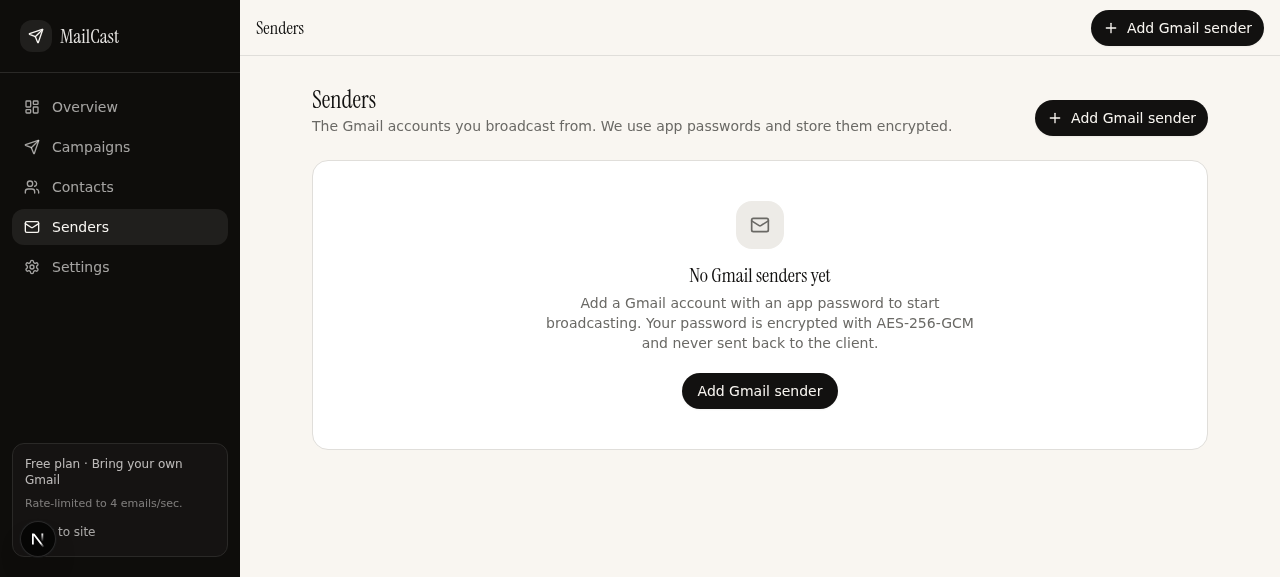 MailCast
Overview
Campaigns
Contacts
Senders
Settings
Free plan · Bring your own
Gmail
Rate-limited to 4 emails/sec.
to site
N
Senders
Add Gmail sender
Senders
The Gmail accounts you broadcast from. We use app passwords and store them encrypted.
Add Gmail sender
No Gmail senders yet
Add a Gmail account with an app password to start
broadcasting. Your password is encrypted with AES-256-GCM
and never sent back to the client.
Add Gmail sender